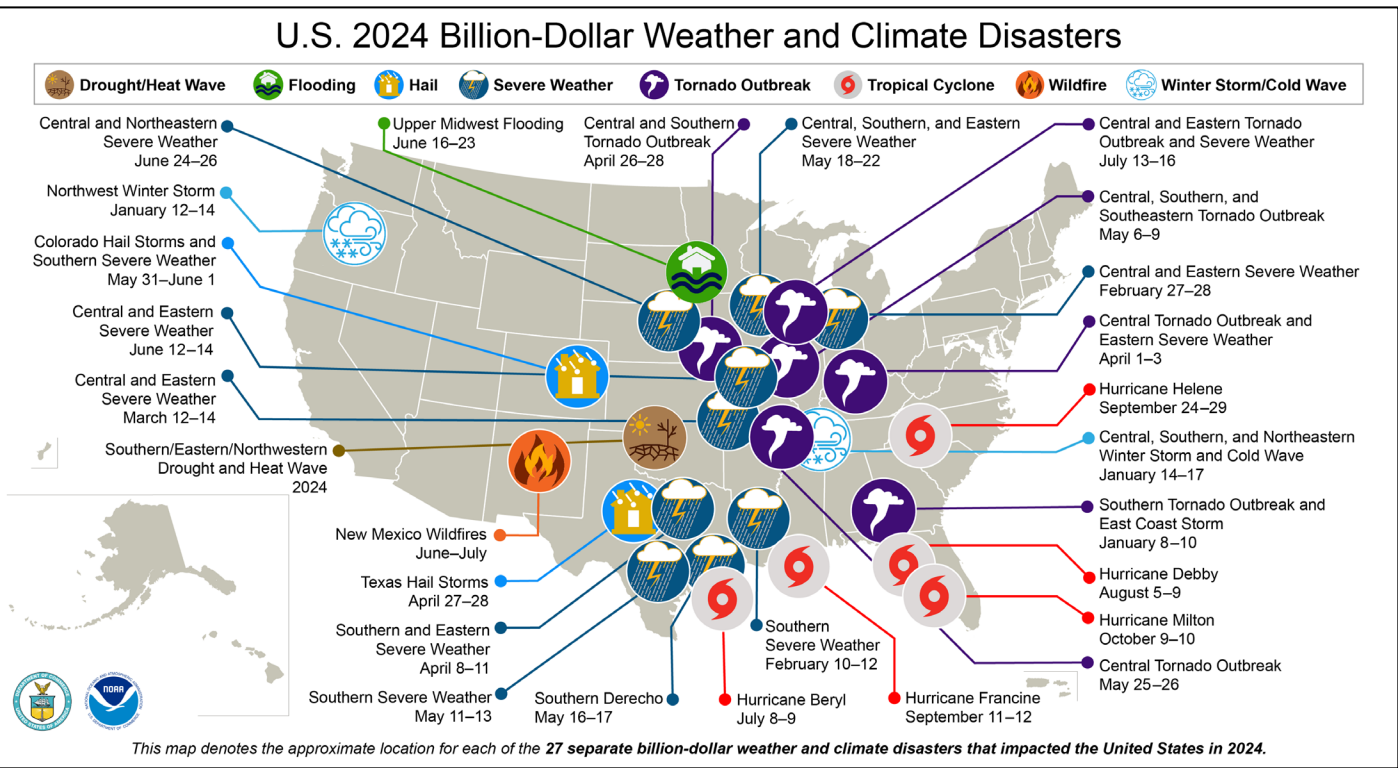 U.S. 2024 Billion-Dollar Weather and Climate Disasters
Drought/Heat Wave
Flooding
Hail
Severe Weather
Tornado Outbreak
Tropical Cyclone
Wildfire
Winter Storm/Cold Wave
Central and Northeastern
Severe Weather
June 24–26
Upper Midwest Flooding
June 16–23
Central and Southern
Tornado Outbreak
April 26–28
Central, Southern, and Eastern
Severe Weather
May 18–22
Central and Eastern Tornado
Outbreak and Severe Weather
July 13–16
Northwest Winter Storm
January 12–14
Colorado Hail Storms and
Southern Severe Weather
May 31–June 1
Central and Eastern
Severe Weather
June 12–14
Central and Eastern
Severe Weather
March 12–14
Southern/Eastern/Northwestern
Drought and Heat Wave
2024
Central, Southern, and
Southeastern Tornado Outbreak
May 6–9
Central and Eastern Severe Weather
February 27–28
Central Tornado Outbreak and
Eastern Severe Weather
April 1–3
Hurricane Helene
September 24–29
Central, Southern, and Northeastern
Winter Storm and Cold Wave
January 14–17
Southern Tornado Outbreak and
East Coast Storm
January 8–10
Hurricane Debby
August 5–9
Hurricane Milton
October 9–10
Central Tornado Outbreak
May 25–26
New Mexico Wildfires
June–July
Texas Hail Storms
April 27–28
Southern and Eastern
Severe Weather
April 8–11
Southern Severe Weather
May 11–13
Southern Derecho
May 16–17
Hurricane Beryl
July 8–9
Southern
Severe Weather
February 10–12
Hurricane Francine
September 11–12
NOAA
This map denotes the approximate location for each of the 27 separate billion-dollar weather and climate disasters that impacted the United States in 2024.